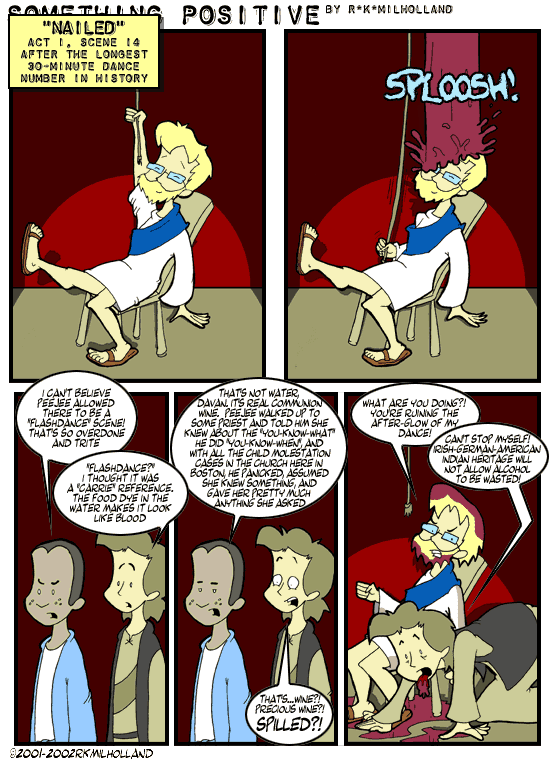 SOMETHING POSITIVE BY R*K*MILHOLLAND
"NAILED"
ACT 1, SCENE 14
AFTER THE LONGEST
30-MINUTE DANCE
NUMBER IN HISTORY
SPLOOSH!
I CAN'T BELIEVE
PEEJEE ALLOWED
THERE TO BE A
"FLASHDANCE" SCENE!
THAT'S SO OVERDONE
AND TRITE
"FLASHDANCE?"
I THOUGHT IT WAS
A "CARRIE" REFERENCE.
THE FOOD DYE IN THE
WATER MAKES IT LOOK
LIKE BLOOD
THAT'S NOT WATER,
DAVAN. IT'S REAL COMMUNION
WINE. PEEJEE WALKED UP TO
SOME PRIEST AND TOLD HIM SHE
KNEW ABOUT THE "YOU-KNOW-WHAT"
HE DID "YOU-KNOW-WHEN", AND
WITH ALL THE CHILD MOLESTATION
CASES IN THE CHURCH HERE IN
BOSTON, HE PANICKED, ASSUMED
SHE KNEW SOMETHING, AND
GAVE HER PRETTY MUCH
ANYTHING SHE ASKED
THAT'S...WINE?!
PRECIOUS WINE?!
SPILLED?!
WHAT ARE YOU DOING?!
YOU'RE RUINING THE
AFTER-GLOW OF MY
DANCE!
CAN'T STOP MYSELF!
IRISH-GERMAN-AMERICAN
INDIAN HERITAGE WILL
NOT ALLOW ALCOHOL
TO BE WASTED!
©2001-2002RKMILHOLLAND